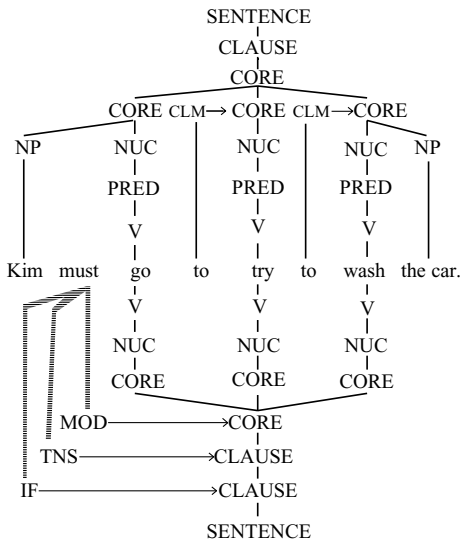 SENTENCE
CLAUSE
CORE
CORE CLM CORE CLM CORE
NP NUC NUC NUC NP
PRED PRED PRED
V V V
Kim must go to try to wash the car.
V V V
NUC NUC NUC
CORE CORE CORE
MOD CORE
TNS CLAUSE
IF CLAUSE
SENTENCE